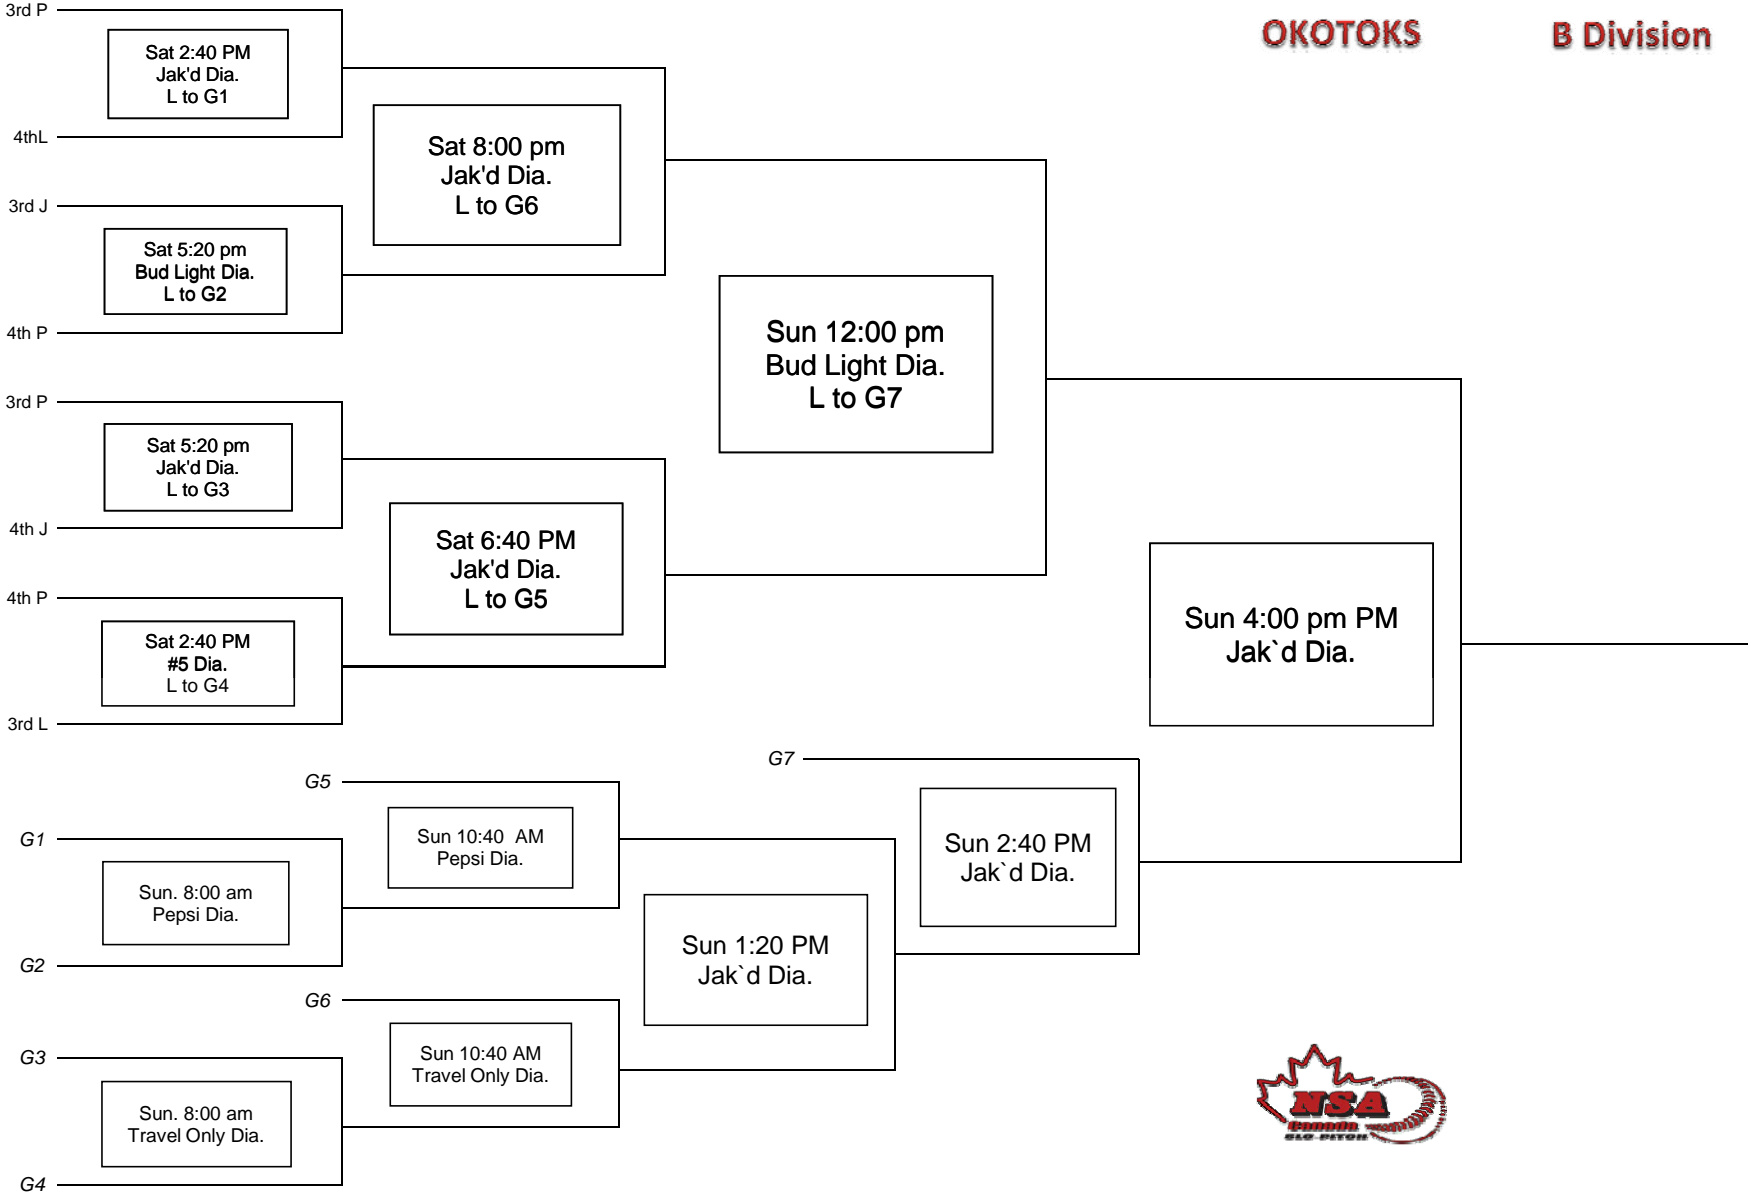 3rd P
OKOTOKS
B Division
Sat 2:40 PM
Jak'd Dia.
L to G1
4thL
Sat 8:00 pm
Jak'd Dia.
L to G6
3rd J
Sat 5:20 pm
Bud Light Dia.
L to G2
4th P
Sun 12:00 pm
Bud Light Dia.
L to G7
3rd P
Sat 5:20 pm
Jak'd Dia.
L to G3
4th J
Sat 6:40 PM
Jak'd Dia.
L to G5
4th P
Sat 2:40 PM
#5 Dia.
L to G4
3rd L
Sun 4:00 pm PM
Jak`d Dia.
G7
G5
G1
Sun 10:40  AM
Pepsi Dia.
Sun 2:40 PM
Jak`d Dia.
Sun. 8:00 am
Pepsi Dia.
G2
Sun 1:20 PM
Jak`d Dia.
G6
G3
Sun 10:40 AM
Travel Only Dia.
Sun. 8:00 am
Travel Only Dia.
G4
NSA
Canada
SLO-PITCH